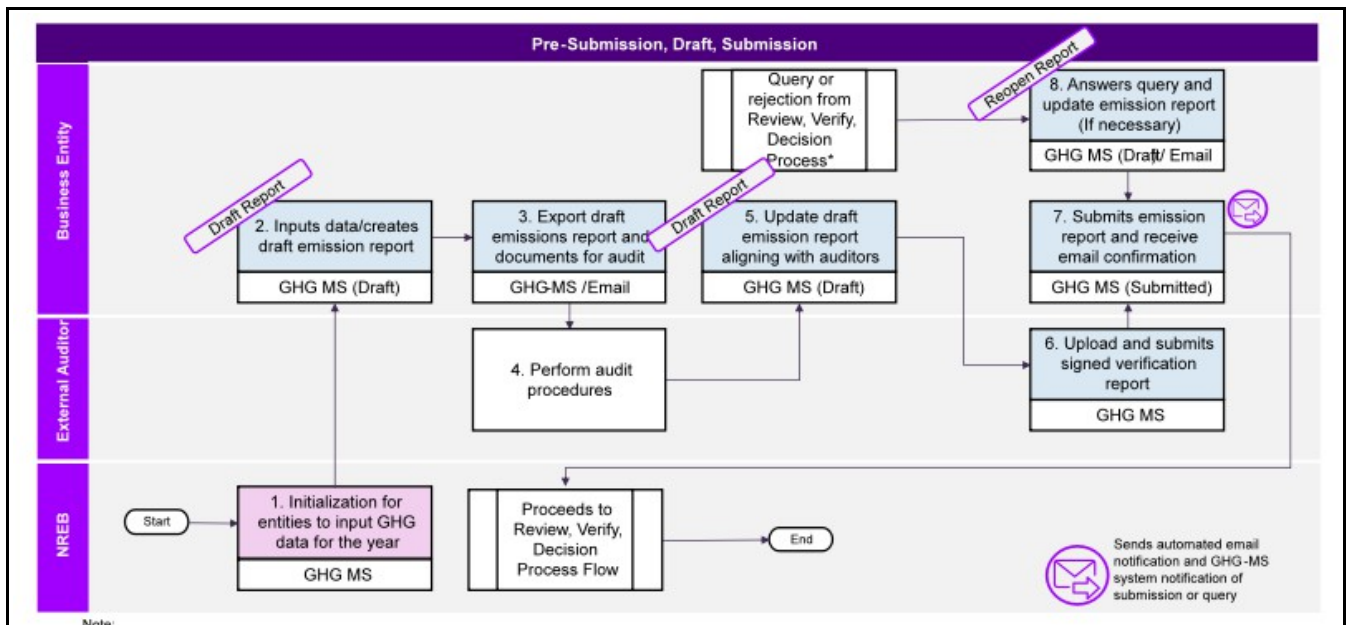 Pre-Submission, Draft, Submission
Business Entity
Query or
rejection from
Review, Verify,
Decision
Process*
Reopen Report
8. Answers query and
update emission report
(If necessary)
GHG MS (Draft/ Email
Draft Report
2. Inputs data/creates
draft emission report
GHG MS (Draft)
3. Export draft
emissions report and
documents for audit
GHG-MS /Email
Draft Report
5. Update draft
emission report
aligning with auditors
GHG MS (Draft)
7. Submits emission
report and receive
email confirmation
GHG MS (Submitted)
External Auditor
4. Perform audit
procedures
6. Upload and submits
signed verification
report
GHG MS
NREB
Start
1. Initialization for
entities to input GHG
data for the year
GHG MS
Proceeds to
Review, Verify,
Decision
Process Flow
End
Sends automated email
notification and GHG-MS
system notification of
submission or query
Note: